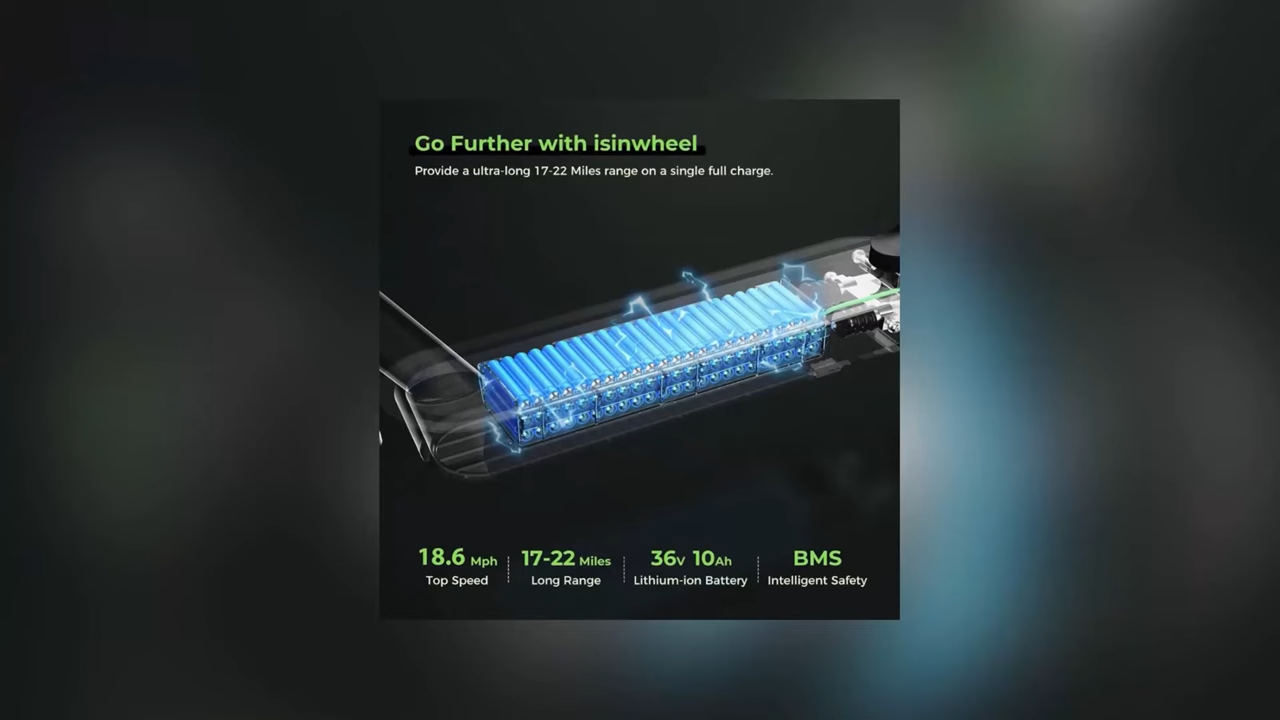 Go Further with isinwheel
Provide a ultra-long 17-22 Miles range on a single full charge.
18.6 Mph
Top Speed
17-22 Miles
Long Range
36V 10Ah
Lithium-ion Battery
BMS
Intelligent Safety